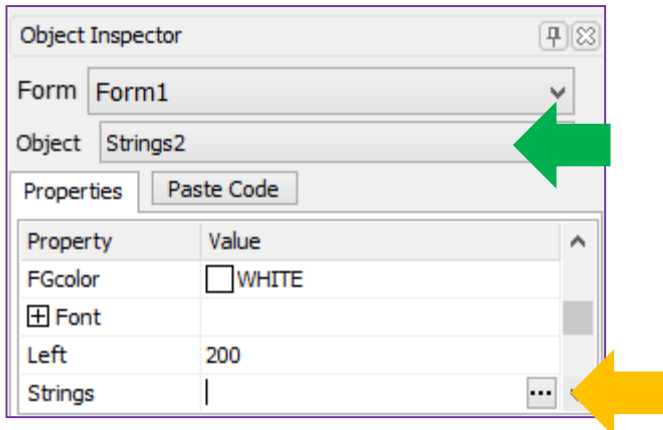 Object Inspector
Form Form1
Object Strings2
Properties Paste Code
Property Value
FGcolor WHITE
Font
Left 200
Strings ...